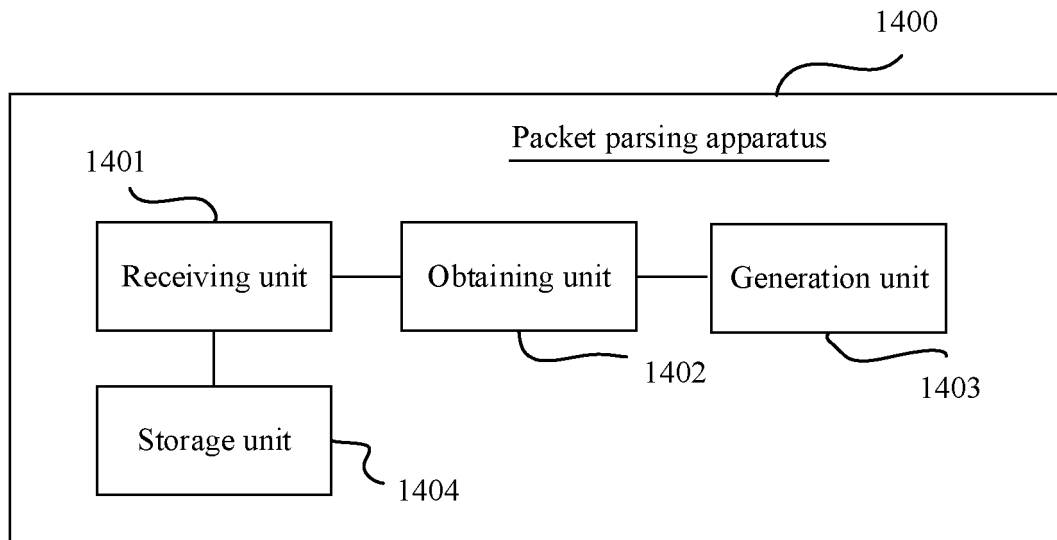 1400
Packet parsing apparatus
1401
Receiving unit
Obtaining unit
Generation unit
1402
1403
Storage unit
1404